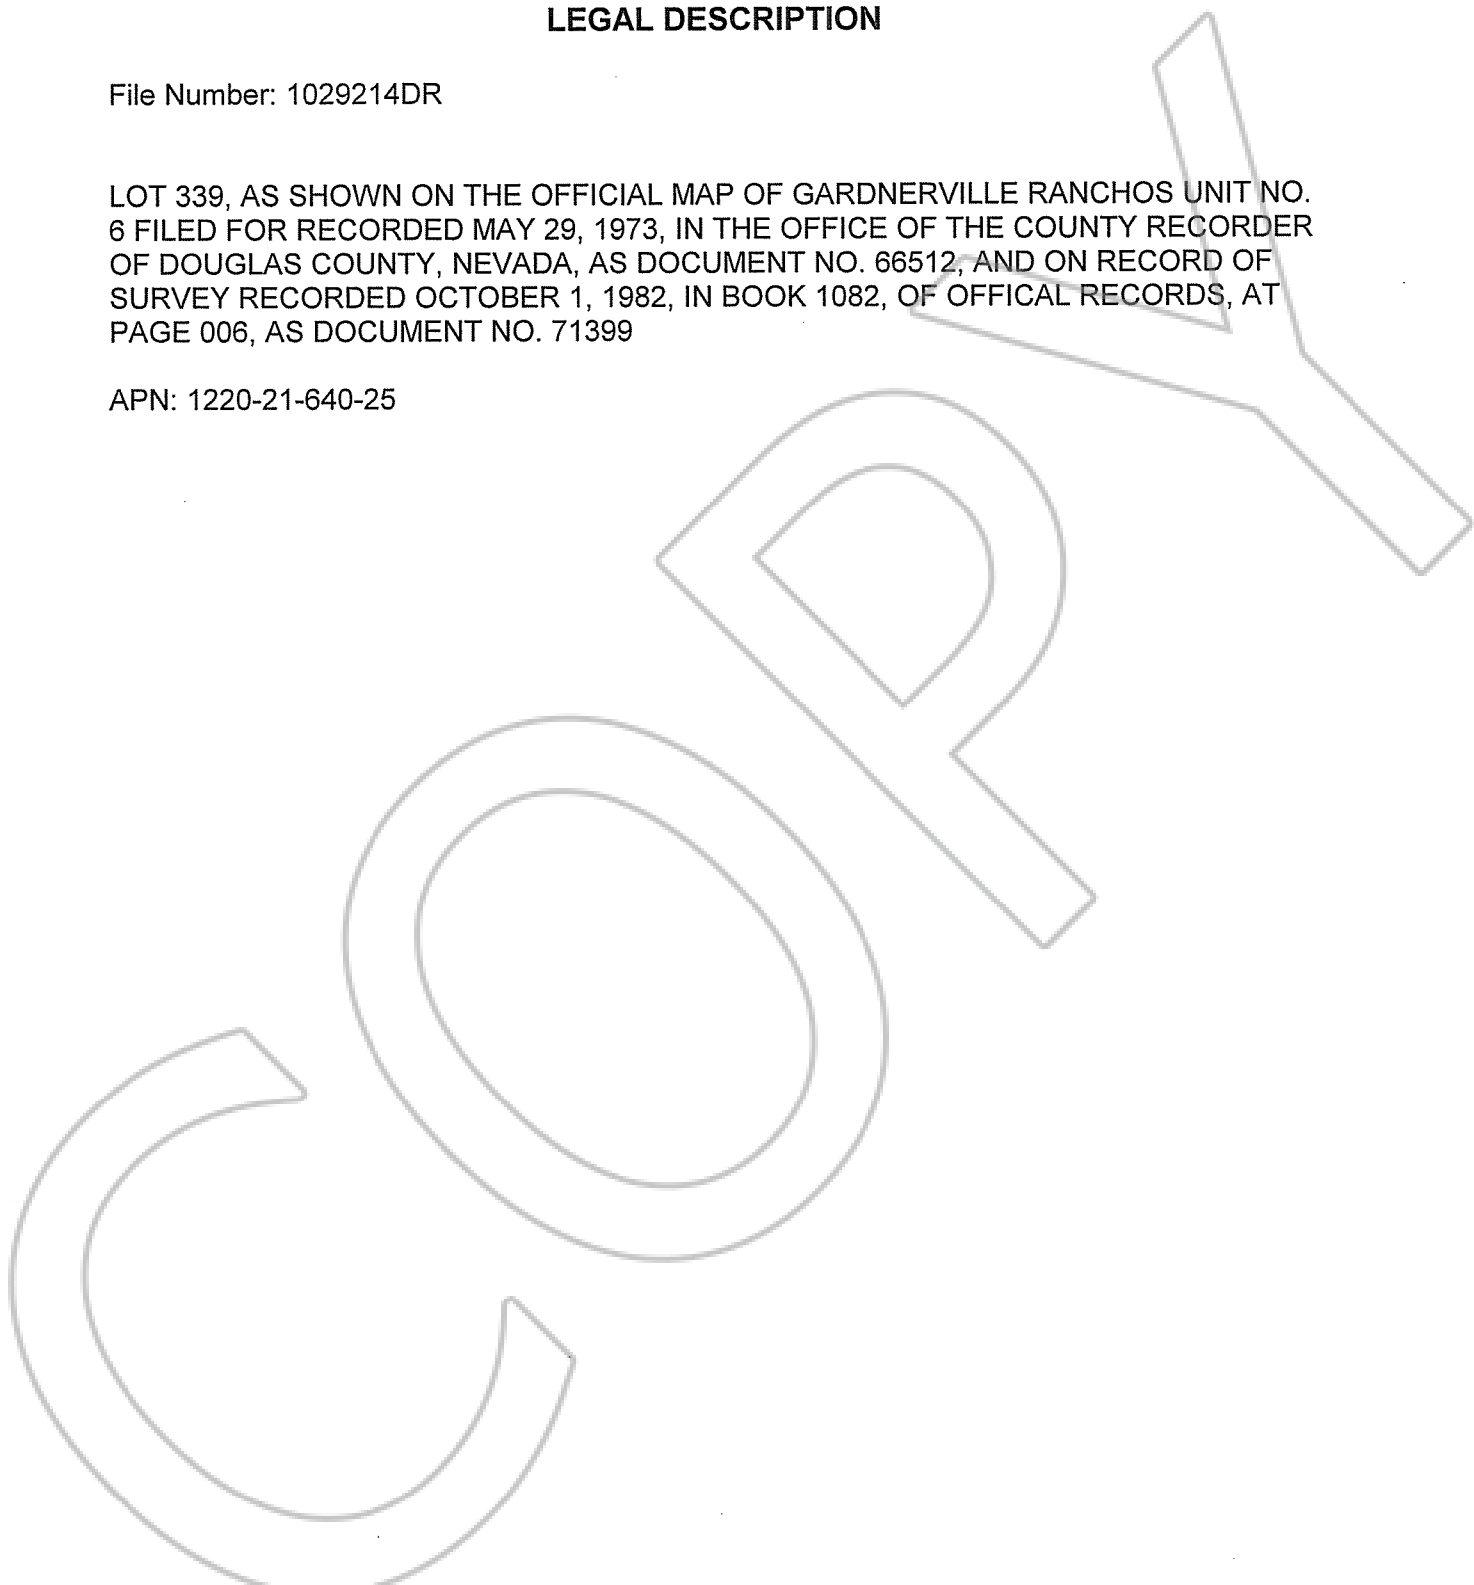 LEGAL DESCRIPTION
File Number: 1029214DR
LOT 339, AS SHOWN ON THE OFFICIAL MAP OF GARDNERVILLE RANCHOS UNIT NO.
6 FILED FOR RECORDED MAY 29, 1973, IN THE OFFICE OF THE COUNTY RECORDER
OF DOUGLAS COUNTY, NEVADA, AS DOCUMENT NO. 66512, AND ON RECORD OF
SURVEY RECORDED OCTOBER 1, 1982, IN BOOK 1082, OF OFFICAL RECORDS, AT
PAGE 006, AS DOCUMENT NO. 71399
APN: 1220-21-640-25
COPY